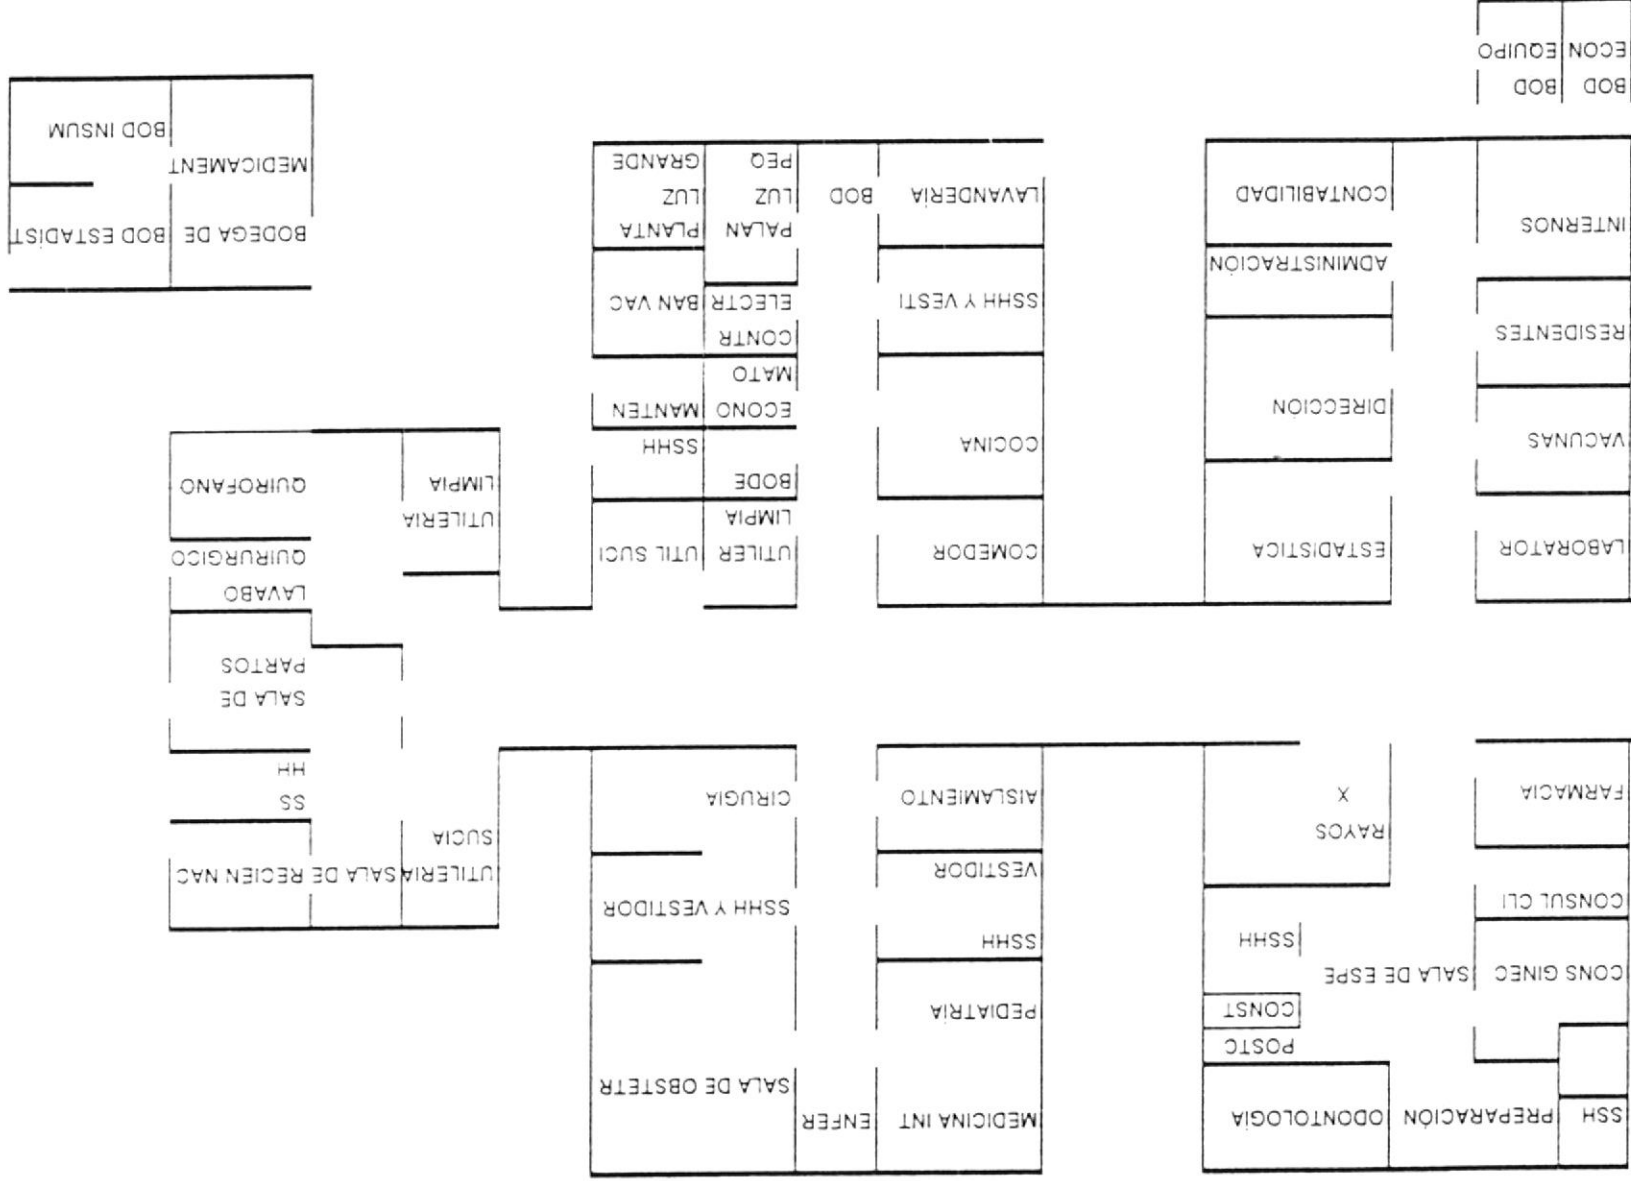 SSH
PREPARACIÓN
ODONTOLOGÍA
POSTC
CONST
CONS GINEC
SALA DE ESPE
SSHH
CONSUL CLI
RAYOS
X
FARMACIA
MEDICINA INT
ENFER
SALA DE OBSTETR
PEDIATRÍA
SSHH
VESTIDOR
SSHH Y VESTIDOR
AISLAMIENTO
CIRUGIA
UTILERIA
SUCIA
SALA DE RECIEN NAC
SS
HH
SALA DE
PARTOS
LAVABO
QUIRURGICO
UTILERIA
LIMPIA
QUIROFANO
LABORATOR
ESTADISTICA
VACUNAS
DIRECCIÓN
RESIDENTES
ADMINISTRACIÓN
INTERNOS
CONTABILIDAD
COMEDOR
UTILER
LIMPIA
UTIL SUCI
BODE
SSHH
COCINA
ECONO
MATO
MANTEN
CONTR
ELECTR
BAN VAC
SSHH Y VESTI
PALAN
LUZ
PEQ
PLANTA
LUZ
GRANDE
LAVANDERÍA
BOD
BODEGA DE
MEDICAMENT
BOD ESTADIST
BOD INSUM
BOD
ECON
BOD
EQUIPO